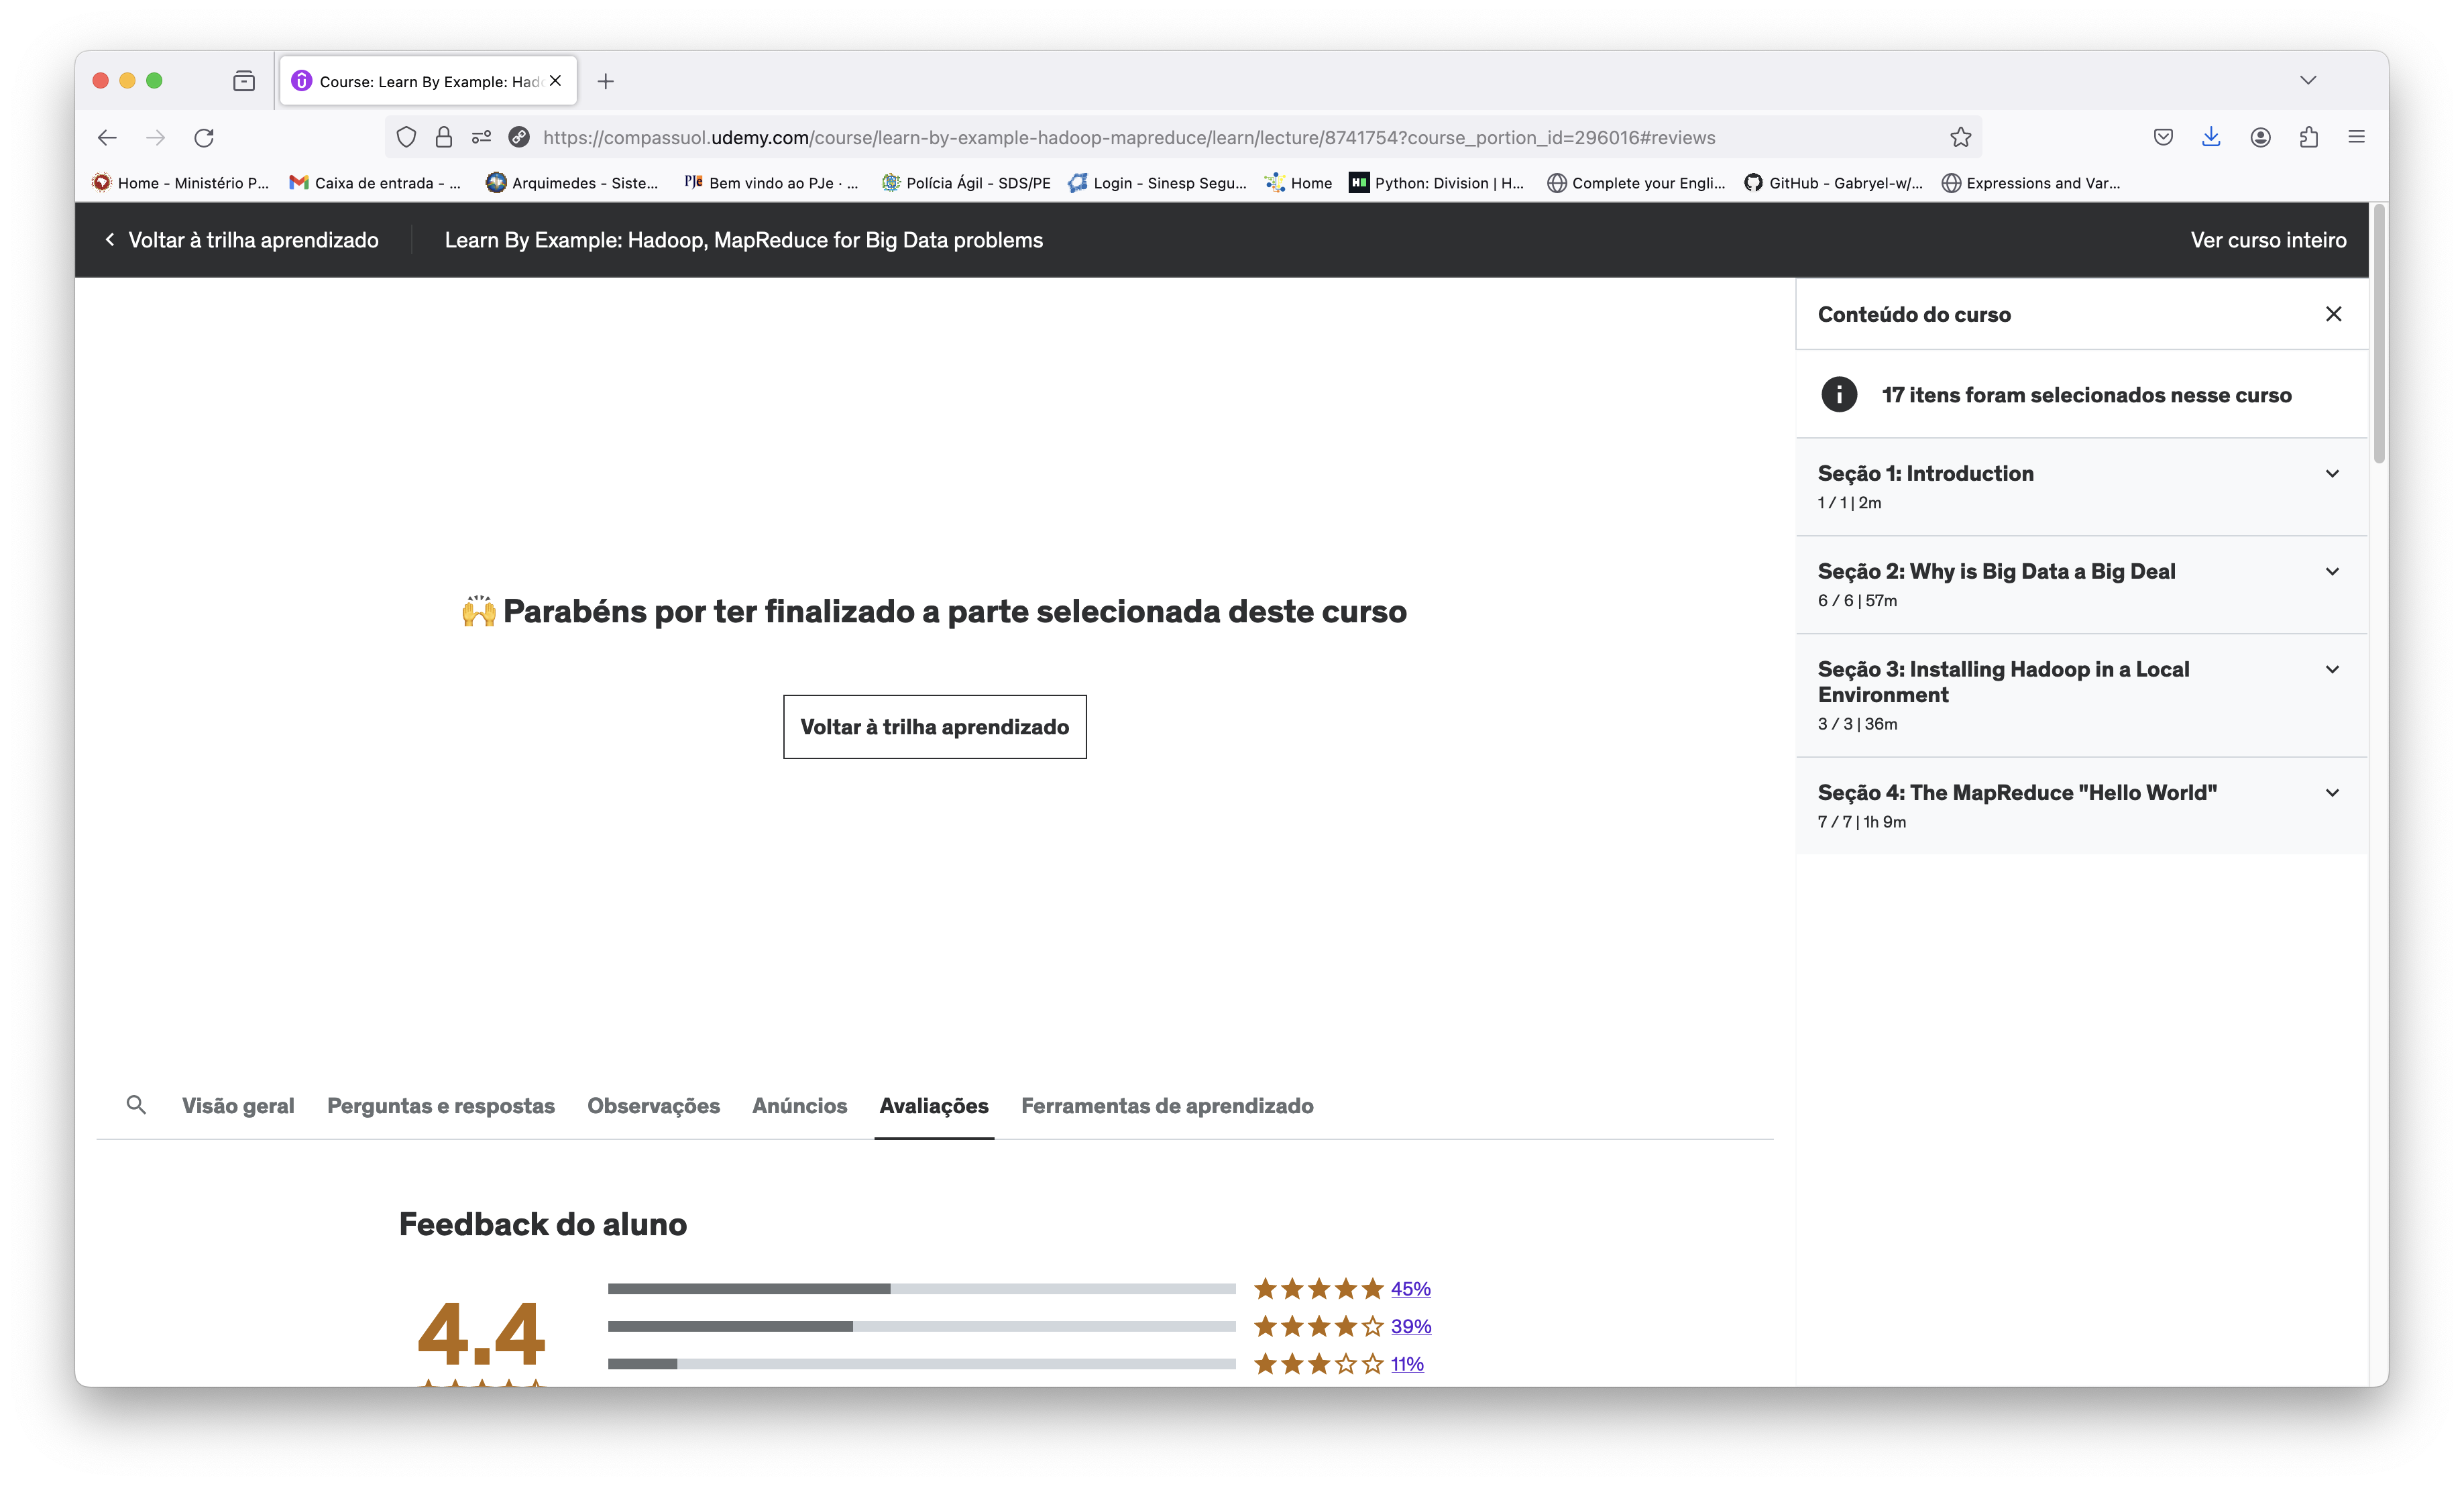 Course: Learn By Example: Had
https://compassuol.udemy.com/course/learn-by-example-hadoop-mapreduce/learn/lecture/8741754?course_portion_id=296016#reviews
Home - Ministério P... Caixa de entrada - ... Arquimedes - Siste... PJe Bem vindo ao PJe · ... Polícia Ágil - SDS/PE Login - Sinesp Segu... Home Python: Division | H... Complete your Engli... GitHub - Gabryel-w/... Expressions and Var...
Voltar à trilha aprendizado Learn By Example: Hadoop, MapReduce for Big Data problems Ver curso inteiro
Conteúdo do curso
17 itens foram selecionados nesse curso
Seção 1: Introduction
1 / 1 | 2m
Seção 2: Why is Big Data a Big Deal
6 / 6 | 57m
Seção 3: Installing Hadoop in a Local
Environment
3 / 3 | 36m
Seção 4: The MapReduce "Hello World"
7 / 7 | 1h 9m
🙌 Parabéns por ter finalizado a parte selecionada deste curso
Voltar à trilha aprendizado
Visão geral Perguntas e respostas Observações Anúncios Avaliações Ferramentas de aprendizado
Feedback do aluno
4.4
45%
39%
11%